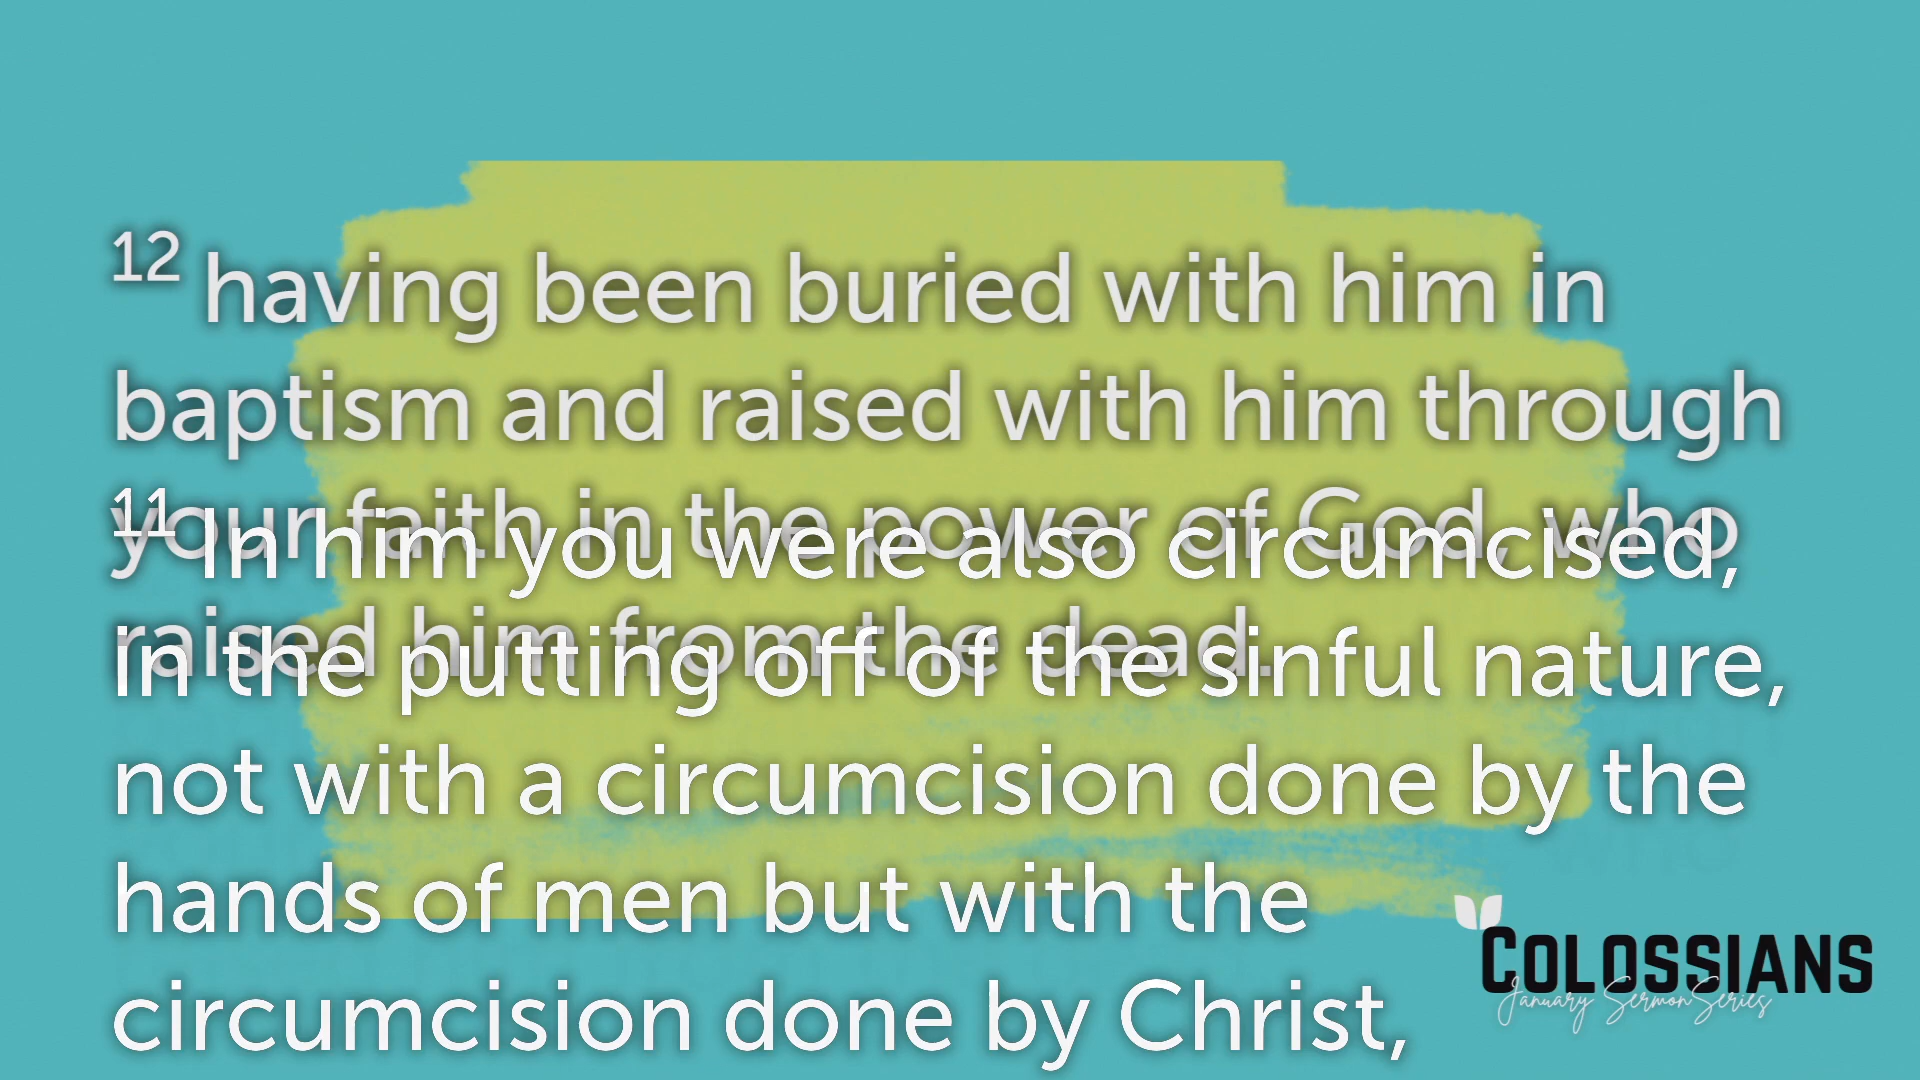 12 having been buried with him in
baptism and raised with him through
your faith in the power of God, who
raised him from the dead.
11 In him you were also circumcised,
in the putting off of the sinful nature,
not with a circumcision done by the
hands of men but with the
circumcision done by Christ,
COLOSSIANS
January Sermon Series